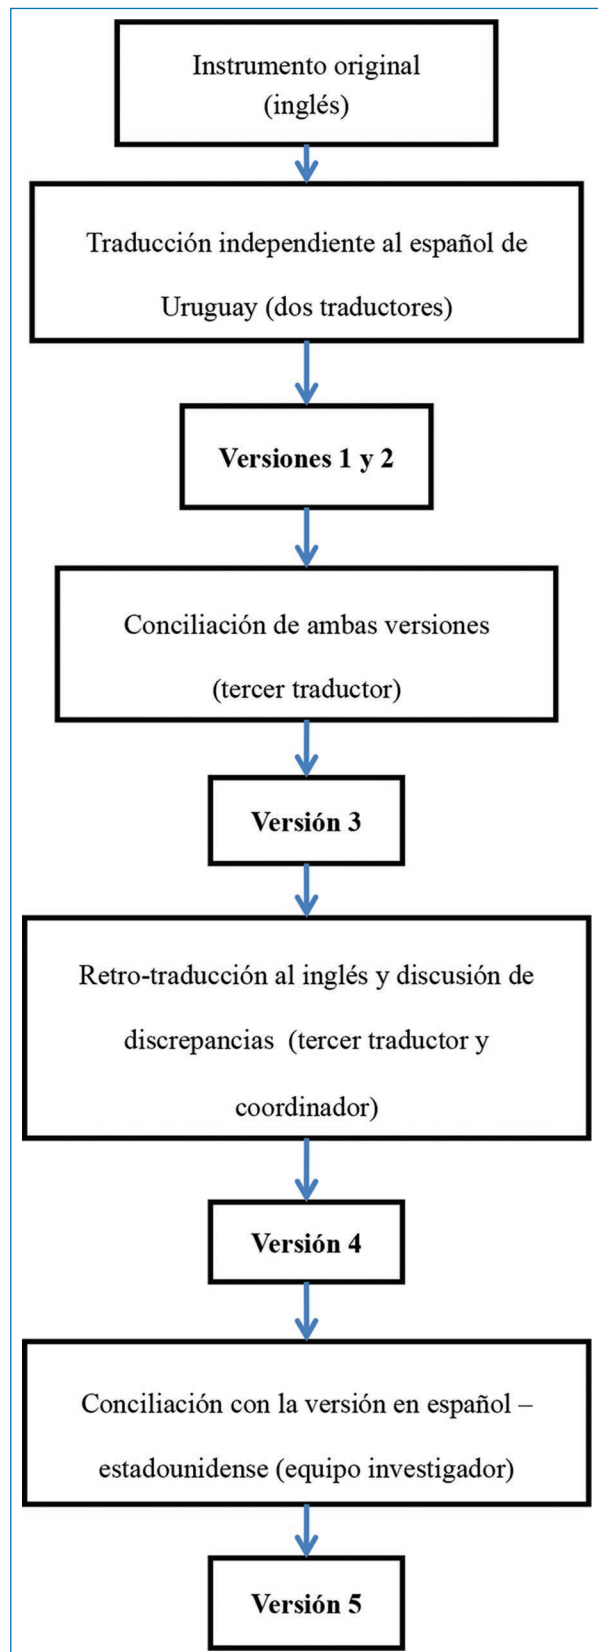 Instrumento original
(inglés)
Traducción independiente al español de
Uruguay (dos traductores)
Versiones 1 y 2
Conciliación de ambas versiones
(tercer traductor)
Versión 3
Retro-traducción al inglés y discusión de
discrepancias (tercer traductor y
coordinador)
Versión 4
Conciliación con la versión en español –
estadounidense (equipo investigador)
Versión 5